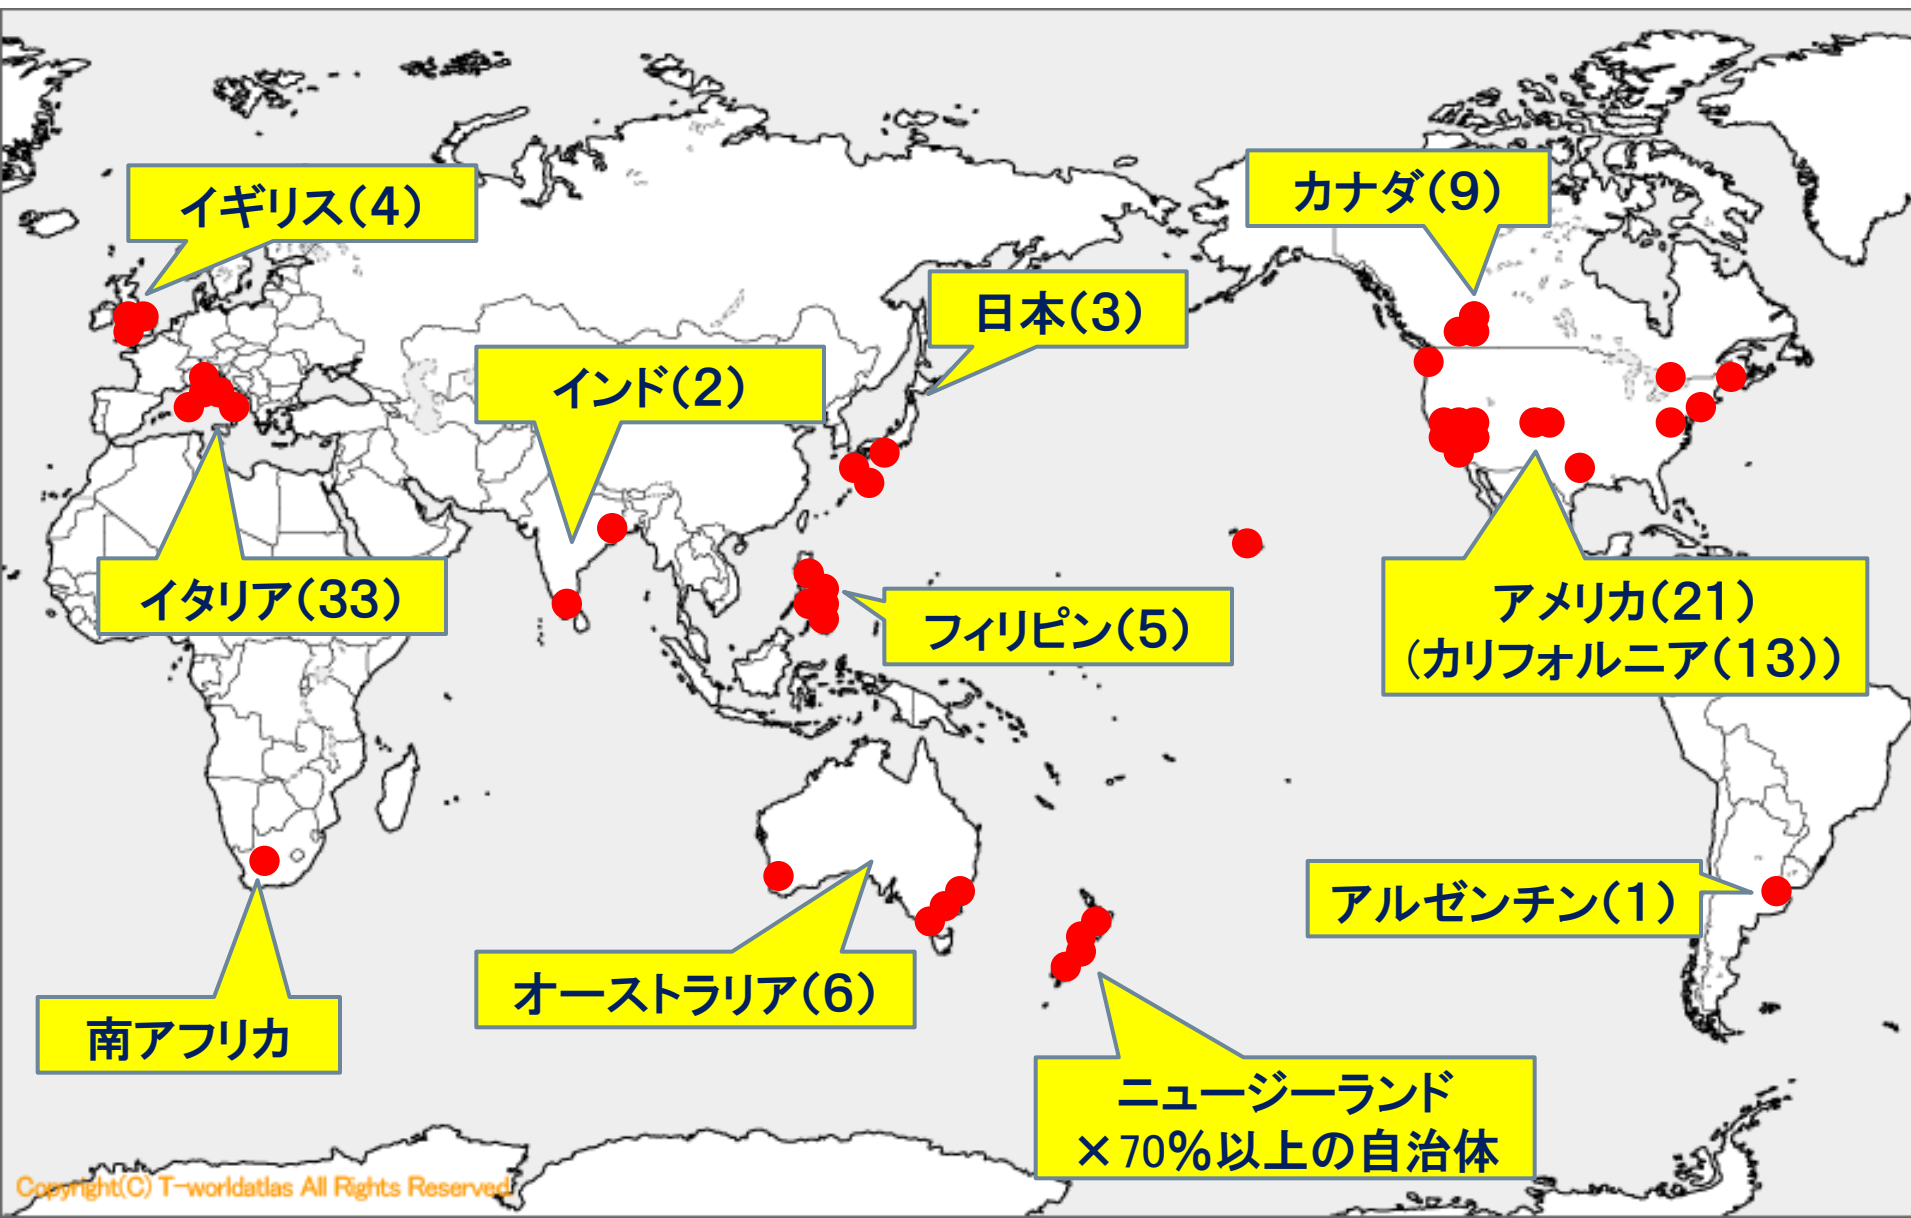 イギリス(4)
カナダ(9)
日本(3)
インド(2)
イタリア(33)
フィリピン(5)
アメリカ(21)
(カリフォルニア(13))
アルゼンチン(1)
オーストラリア(6)
南アフリカ
ニュージーランド
×70%以上の自治体
Copyright(C) T-worldatlas All Rights Reserved